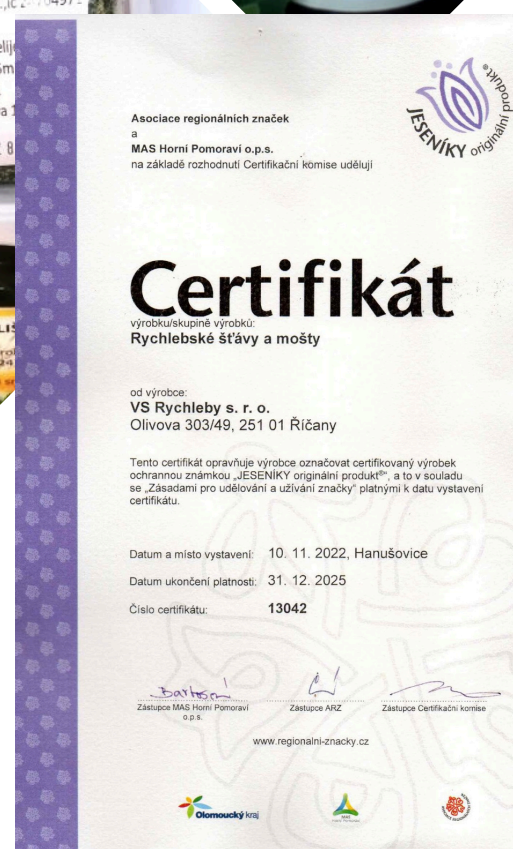 Asociace regionálních značek
a
MAS Horní Pomoraví o.p.s.
na základě rozhodnutí Certifikační komise udělují
JESENÍKY originální produkt®
Certifikát
výrobku/skupině výrobků:
Rychlebské šťávy a mošty
od výrobce:
VS Rychleby s. r. o.
Olivova 303/49, 251 01 Říčany
Tento certifikát opravňuje výrobce označovat certifikovaný výrobek
ochrannou známkou „JESENÍKY originální produkt®“, a to v souladu
se „Zásadami pro udělování a užívání značky“ platnými k datu vystavení
certifikátu.
Datum a místo vystavení: 10. 11. 2022, Hanušovice
Datum ukončení platnosti: 31. 12. 2025
Číslo certifikátu: 13042
Zástupce MAS Horní Pomoraví
o.p.s.
Zástupce ARZ
Zástupce Certifikační komise
www.regionalni-znacky.cz
Olomoucký kraj
MAS